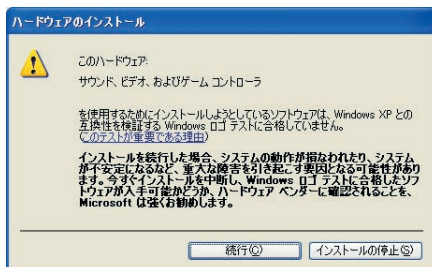 ハードウェアのインストール
このハードウェア:
サウンド、ビデオ、およびゲーム コントローラ
を使用するためにインストールしようとしているソフトウェアは、Windows XP との
互換性を検証する Windows ロゴ テストに合格していません。
(このテストが重要である理由)
インストールを続行した場合、システムの動作が損なわれたり、システム
が不安定になるなど、重大な障害を引き起こす要因となる可能性があり
ます。今すぐインストールを中断し、Windows ロゴ テストに合格したソフ
トウェアが入手可能かどうか、ハードウェア ベンダーに確認されることを、
Microsoft は強くお勧めします。
続行(C)
インストールの停止(S)